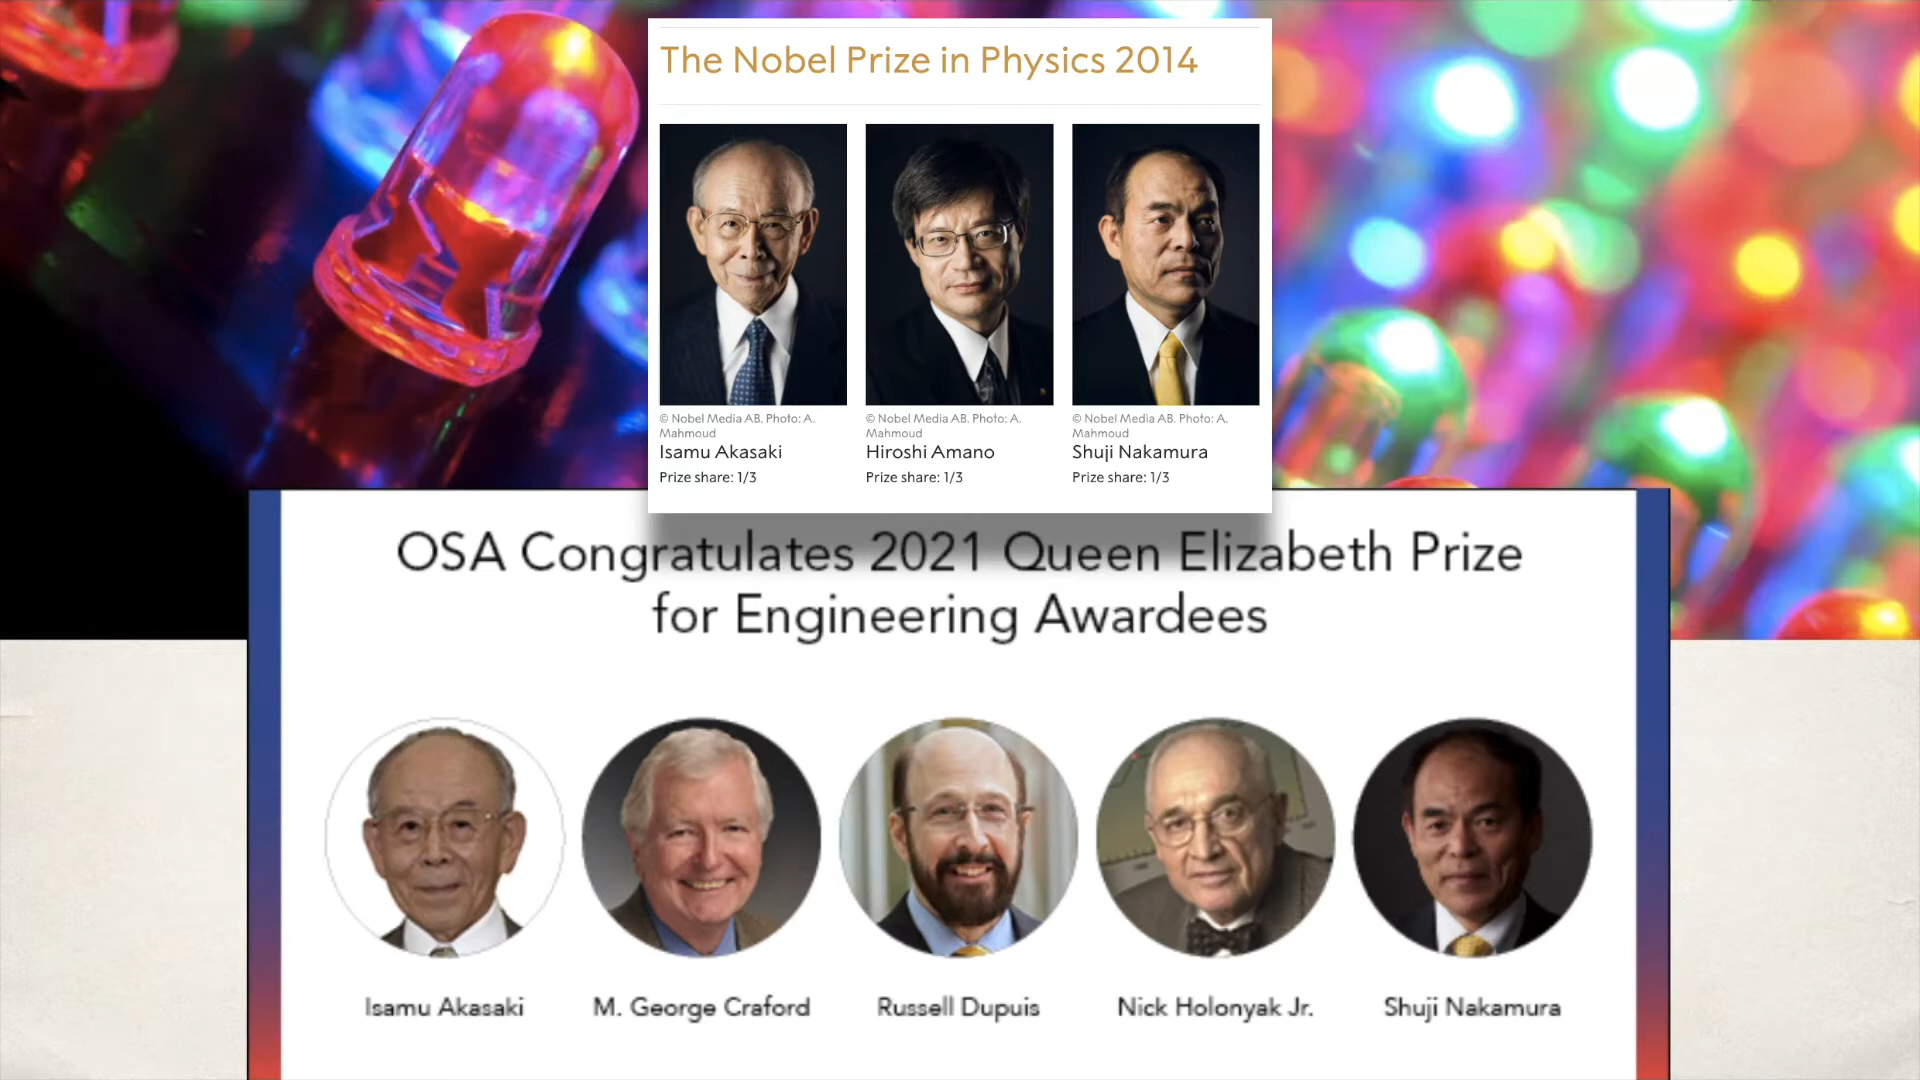 The Nobel Prize in Physics 2014
© Nobel Media AB. Photo: A.
Mahmoud
Isamu Akasaki
Prize share: 1/3
© Nobel Media AB. Photo: A.
Mahmoud
Hiroshi Amano
Prize share: 1/3
© Nobel Media AB. Photo: A.
Mahmoud
Shuji Nakamura
Prize share: 1/3
OSA Congratulates 2021 Queen Elizabeth Prize
for Engineering Awardees
Isamu Akasaki
M. George Craford
Russell Dupuis
Nick Holonyak Jr.
Shuji Nakamura